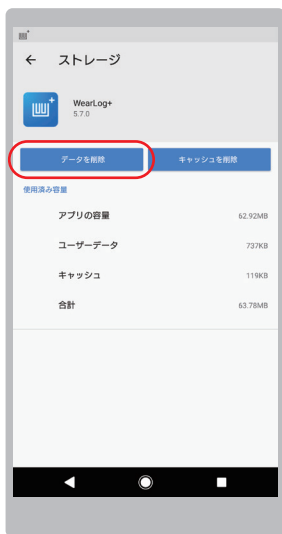 ストレージ
WearLog+
5.7.0
データを削除 キャッシュを削除
使用済み容量
アプリの容量 62.92MB
ユーザーデータ 737KB
キャッシュ 119KB
合計 63.78MB